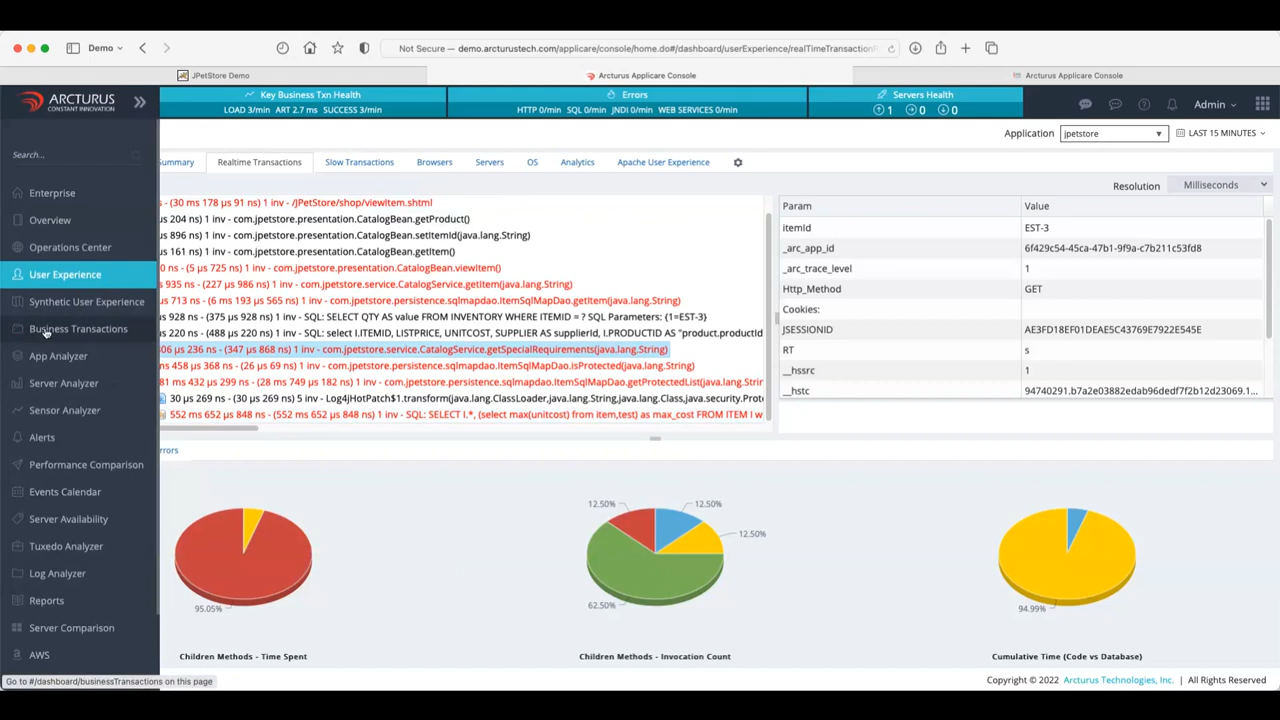 Demo
Not Secure — demo.arcturustech.com/applicare/console/home.do#/dashboard/userExperience/realTimeTransaction
JPetStore Demo
Arcturus Applicare Console
Arcturus Applicare Console
ARCTURUS
CONSTANT INNOVATION
Key Business Txn Health
LOAD 3/min ART 2.7 ms SUCCESS 3/min
Errors
HTTP 0/min SQL 0/min JNDI 0/min WEB SERVICES 0/min
Servers Health
1 0 0
Admin
Application
jpetstore
LAST 15 MINUTES
Search...
Enterprise
Overview
Operations Center
User Experience
Synthetic User Experience
Business Transactions
App Analyzer
Server Analyzer
Sensor Analyzer
Alerts
Performance Comparison
Events Calendar
Server Availability
Tuxedo Analyzer
Log Analyzer
Reports
Server Comparison
AWS
Go to #/dashboard/businessTransactions on this page
ummary
Realtime Transactions
Slow Transactions
Browsers
Servers
OS
Analytics
Apache User Experience
Resolution
Milliseconds
s - (30 ms 178 µs 91 ns) 1 inv - /JPetStore/shop/viewItem.shtml
µs 204 ns) 1 inv - com.jpetstore.presentation.CatalogBean.getProduct()
µs 896 ns) 1 inv - com.jpetstore.presentation.CatalogBean.setItemId(java.lang.String)
µs 161 ns) 1 inv - com.jpetstore.presentation.CatalogBean.getItem()
0 ns - (5 µs 725 ns) 1 inv - com.jpetstore.presentation.CatalogBean.viewItem()
s 935 ns - (227 µs 986 ns) 1 inv - com.jpetstore.service.CatalogService.getItem(java.lang.String)
µs 713 ns - (6 ms 193 µs 565 ns) 1 inv - com.jpetstore.persistence.sqlmapdao.ItemSqlMapDao.getItem(java.lang.String)
µs 928 ns - (375 µs 928 ns) 1 inv - SQL: SELECT QTY AS value FROM INVENTORY WHERE ITEMID = ? SQL Parameters: {1=EST-3}
µs 220 ns - (488 µs 220 ns) 1 inv - SQL: select I.ITEMID, LISTPRICE, UNITCOST, SUPPLIER AS supplierId, I.PRODUCTID AS "product.productId
06 µs 236 ns - (347 µs 868 ns) 1 inv - com.jpetstore.service.CatalogService.getSpecialRequirements(java.lang.String)
ms 458 µs 368 ns - (26 µs 69 ns) 1 inv - com.jpetstore.persistence.sqlmapdao.ItemSqlMapDao.isProtected(java.lang.String)
81 ms 432 µs 299 ns - (28 ms 749 µs 182 ns) 1 inv - com.jpetstore.persistence.sqlmapdao.ItemSqlMapDao.getProtectedList(java.lang.Strin
30 µs 269 ns - (30 µs 269 ns) 5 inv - Log4jHotPatch$1.transform(java.lang.ClassLoader,java.lang.String,java.lang.Class,java.security.Prote
552 ms 652 µs 848 ns - (552 ms 652 µs 848 ns) 1 inv - SQL: SELECT I.*, (select max(unitcost) from item,test) as max_cost FROM ITEM I w
Param Value
itemId EST-3
_arc_app_id 6f429c54-45ca-47b1-9f9a-c7b211c53fd8
_arc_trace_level 1
Http_Method GET
Cookies:
JSESSIONID AE3FD18EF01DEAE5C43769E7922E545E
RT s
__hssrc 1
__hstc 94740291.b7a2e03882edab96dedf7f2b12d23069.1...
rrors
95.05%
Children Methods - Time Spent
12.50%
12.50%
12.50%
62.50%
Children Methods - Invocation Count
94.99%
Cumulative Time (Code vs Database)
Copyright © 2022 Arcturus Technologies, Inc. | All Rights Reserved